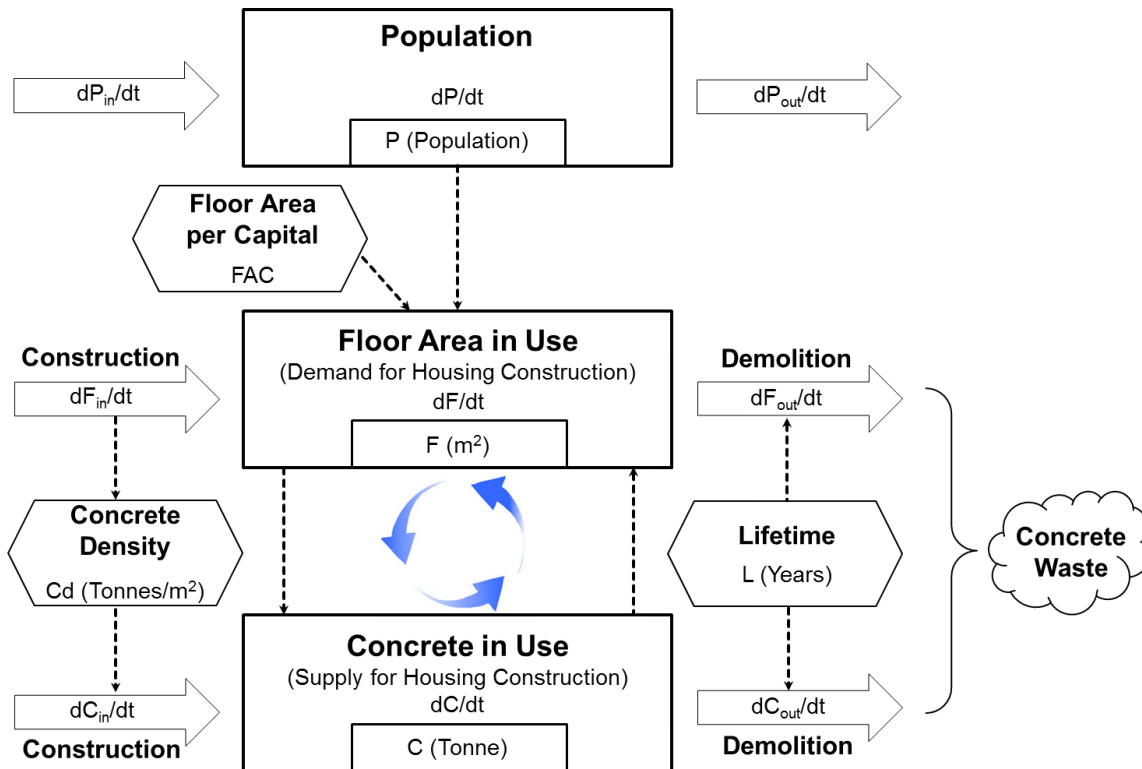 Population
dP/dt
P (Population)
dPin/dt
dPout/dt
Floor Area
per Capital
FAC
Floor Area in Use
(Demand for Housing Construction)
dF/dt
F (m²)
Construction
dFin/dt
Demolition
dFout/dt
Concrete
Density
Cd (Tonnes/m²)
Lifetime
L (Years)
Concrete
Waste
Concrete in Use
(Supply for Housing Construction)
dC/dt
C (Tonne)
dCin/dt
Construction
dCout/dt
Demolition